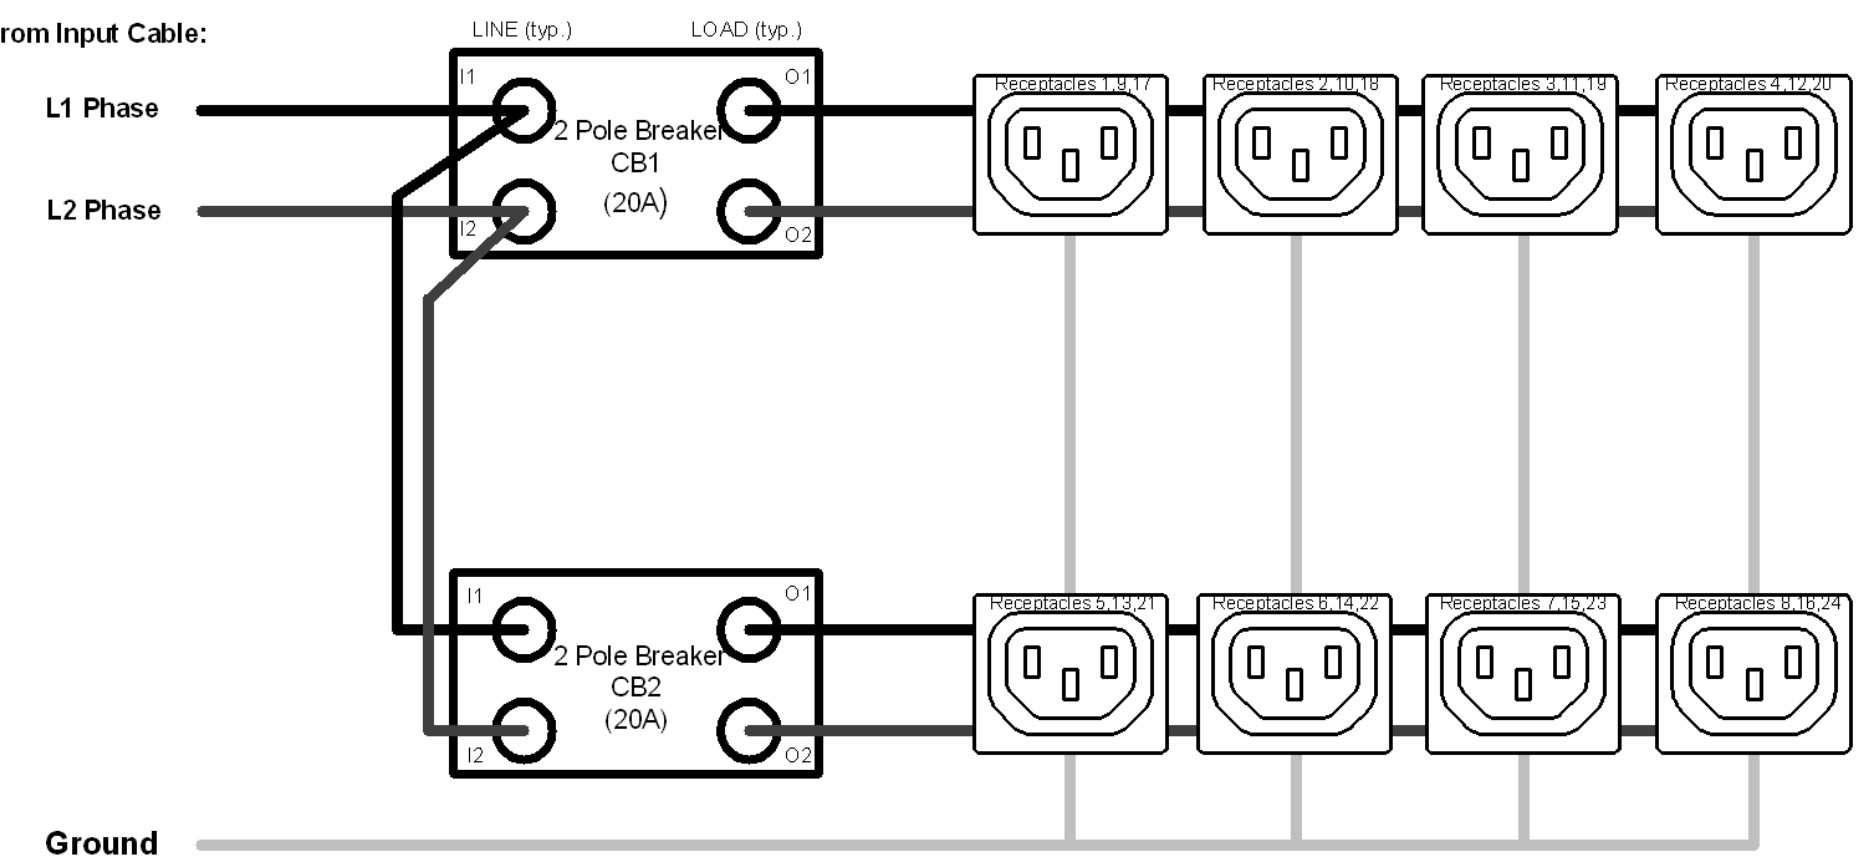 rom Input Cable:
LINE (typ.)
LOAD (typ.)
I1
O1
L1 Phase
2 Pole Breaker
CB1
(20A)
L2 Phase
I2
O2
Receptacles 1,9,17
Receptacles 2,10,18
Receptacles 3,11,19
Receptacles 4,12,20
I1
O1
2 Pole Breaker
CB2
(20A)
I2
O2
Receptacles 5,13,21
Receptacles 6,14,22
Receptacles 7,15,23
Receptacles 8,16,24
Ground